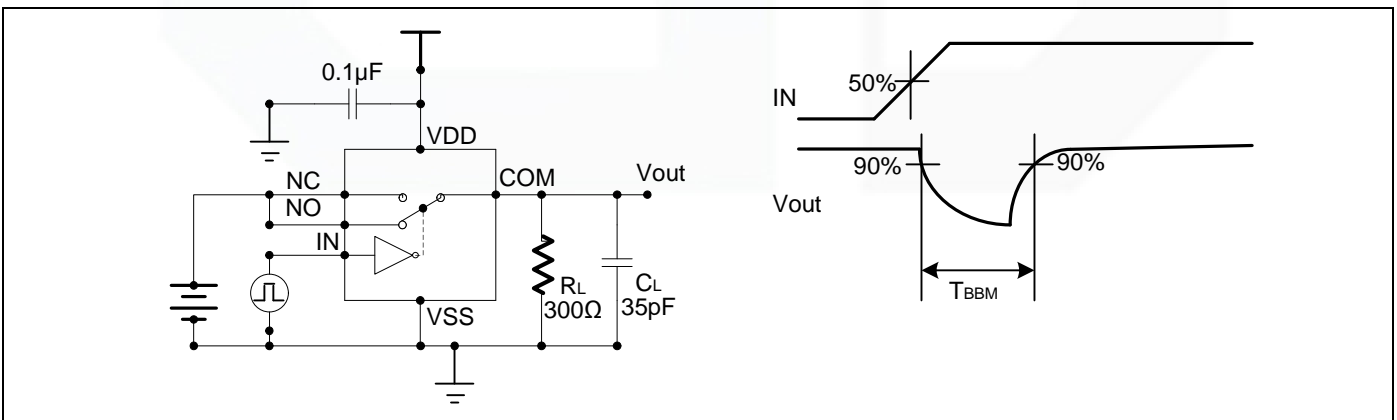 0.1µF
VDD
NC
COM
Vout
NO
IN
RL
300Ω
CL
35pF
VSS
IN
50%
90%
90%
Vout
TBBM